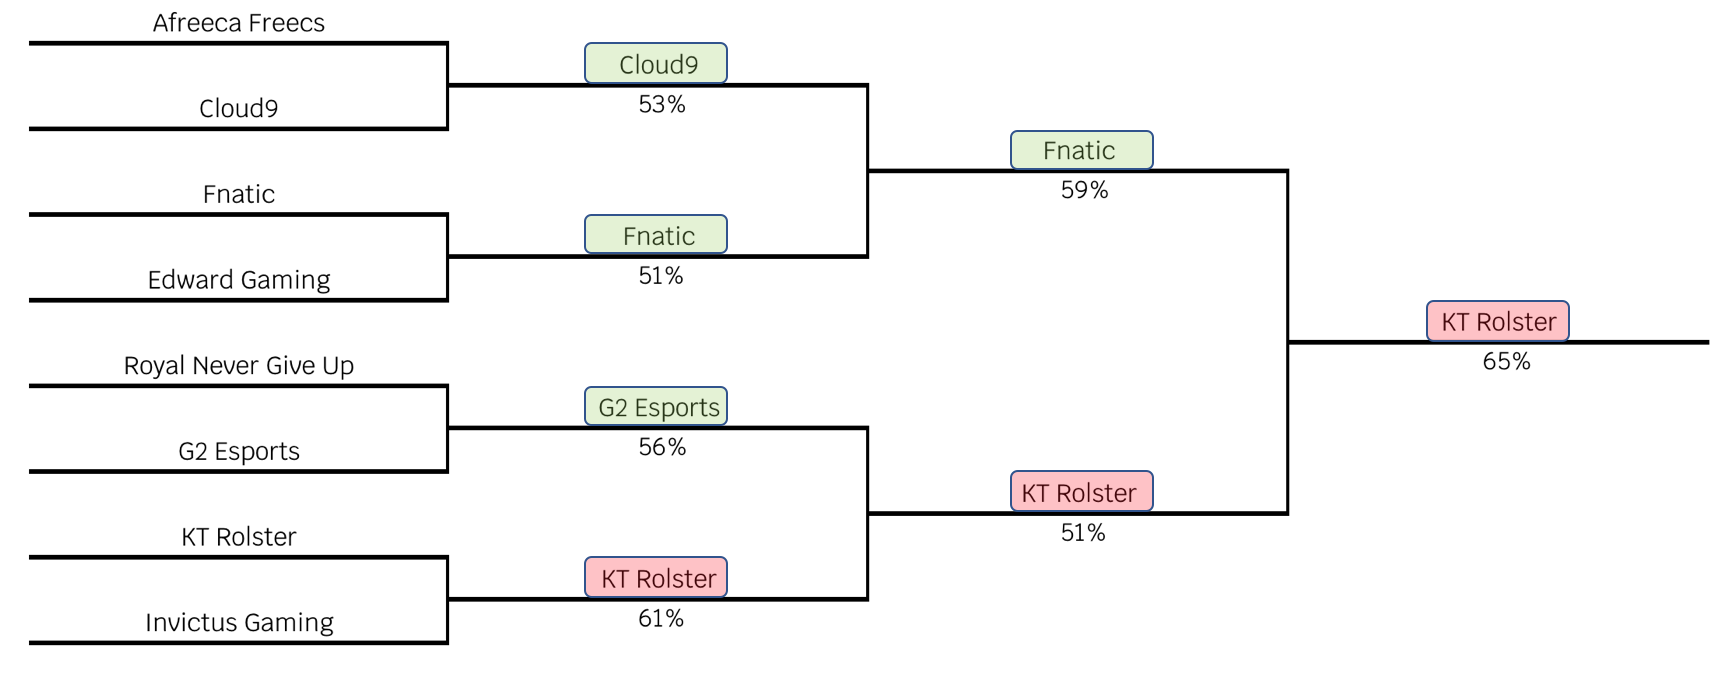 Afreeca Freecs
Cloud9
Cloud9
53%
Fnatic
Fnatic
59%
Fnatic
51%
Edward Gaming
KT Rolster
65%
Royal Never Give Up
G2 Esports
56%
G2 Esports
KT Rolster
51%
KT Rolster
KT Rolster
61%
Invictus Gaming